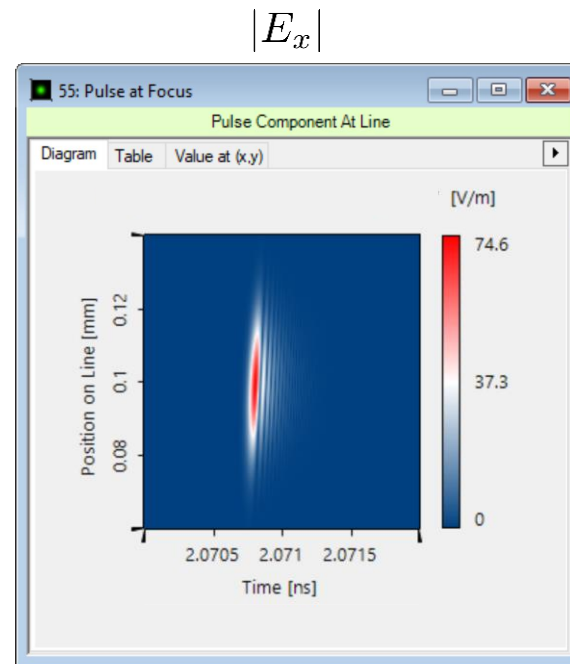 |E_x|
55: Pulse at Focus
Pulse Component At Line
Diagram Table Value at (x,y)
[V/m]
74.6
37.3
0
Position on Line [mm]
0.12
0.1
0.08
2.0705 2.071 2.0715
Time [ns]